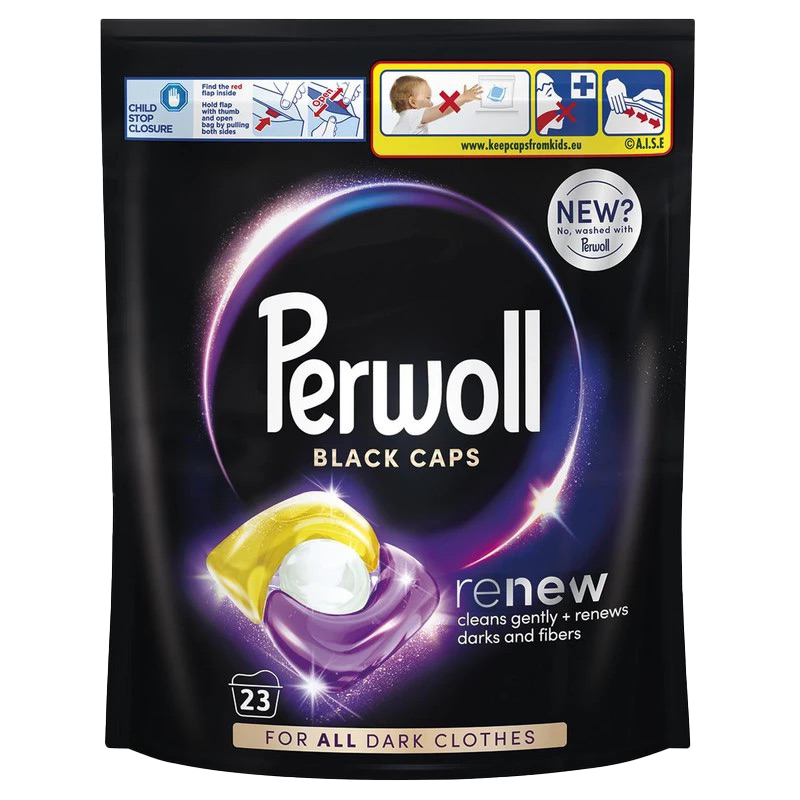 CHILD
STOP
CLOSURE
Find the red
flap inside
Hold flap
with thumb
and open
bag by pulling
both sides
Open
www.keepcapsfromkids.eu
©A.I.S.E
NEW?
No, washed with
Perwoll
Perwoll
BLACK CAPS
renew
cleans gently + renews
darks and fibers
23
FOR ALL DARK CLOTHES